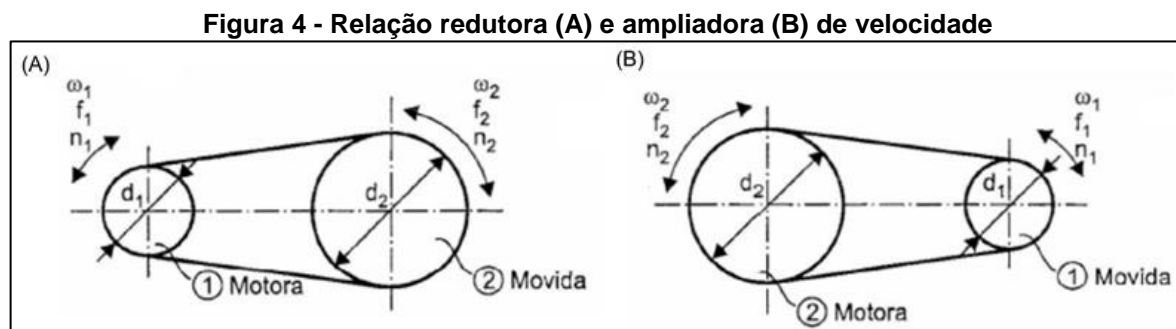 Figura 4 - Relação redutora (A) e ampliadora (B) de velocidade
(A)
ω₁
f₁
n₁
ω₂
f₂
n₂
d₁
d₂
① Motora
② Movida
(B)
ω₂
f₂
n₂
ω₁
f₁
n₁
d₂
d₁
② Motora
① Movida